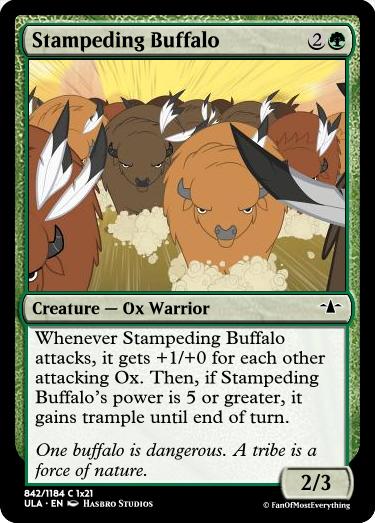 Stampeding Buffalo 2
Creature — Ox Warrior
Whenever Stampeding Buffalo
attacks, it gets +1/+0 for each other
attacking Ox. Then, if Stampeding
Buffalo's power is 5 or greater, it
gains trample until end of turn.
One buffalo is dangerous. A tribe is a
force of nature.
2/3
842/1184 C 1x21
ULA • EN Hasbro Studios
© FanOfMostEverything